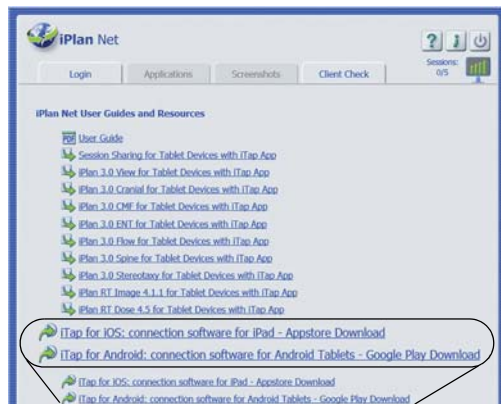 iPlan Net
Sessions:
0/5
Login Applications Screenshots Client Check
iPlan Net User Guides and Resources
PDF User Guide
Session Sharing for Tablet Devices with iTap App
iPlan 3.0 View for Tablet Devices with iTap App
iPlan 3.0 Cranial for Tablet Devices with iTap App
iPlan 3.0 CMF for Tablet Devices with iTap App
iPlan 3.0 ENT for Tablet Devices with iTap App
iPlan 3.0 Flow for Tablet Devices with iTap App
iPlan 3.0 Spine for Tablet Devices with iTap App
iPlan 3.0 Stereotaxy for Tablet Devices with iTap App
iPlan RT Image 4.1.1 for Tablet Devices with iTap App
iPlan RT Dose 4.5 for Tablet Devices with iTap App
iTap for iOS: connection software for iPad - Appstore Download
iTap for Android: connection software for Android Tablets - Google Play Download
iTap for iOS: connection software for iPad - Appstore Download
iTap for Android: connection software for Android Tablets - Google Play Download